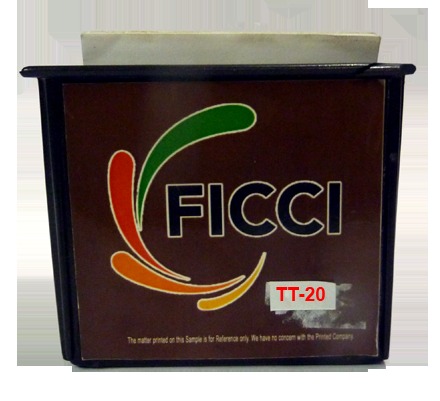 FICCI
TT-20
The matter printed on this Sample is for Reference only. We have no concern with the Printed Company.